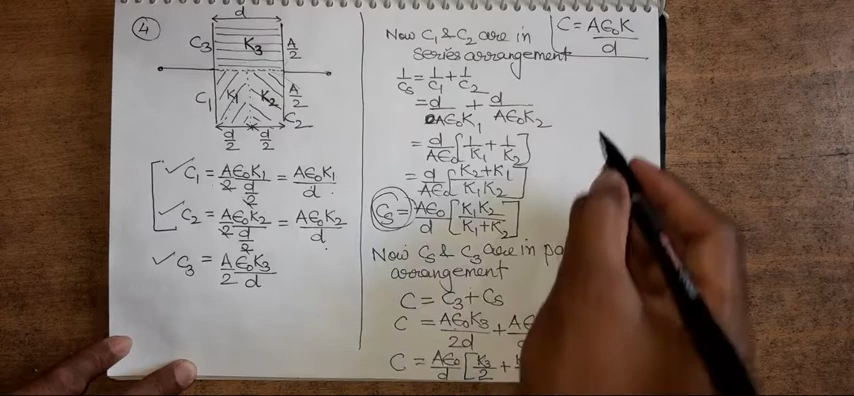 4
d
C3 K3 A/2
C1 K1 K2 A/2
C2
d/2 d/2
✓C1 = Aϵ0K1 / 2 d/2 = Aϵ0K1 / d
✓C2 = Aϵ0K2 / 2 d/2 = Aϵ0K2 / d
✓C3 = Aϵ0K3 / 2 d
C = Aϵ0K / d
Now C1 & C2 are in
series arrangement
1/Cs = 1/C1 + 1/C2
= d / Aϵ0K1 + d / Aϵ0K2
= d / Aϵ0 [1/K1 + 1/K2]
= d / Aϵ0 [K2+K1 / K1K2]
Cs = Aϵ0 / d [K1K2 / K1+K2]
Now Cs & C3 are in
arrangement
C = C3 + Cs
C = Aϵ0K3 / 2d +
C = Aϵ0 / d [K3 / 2 +